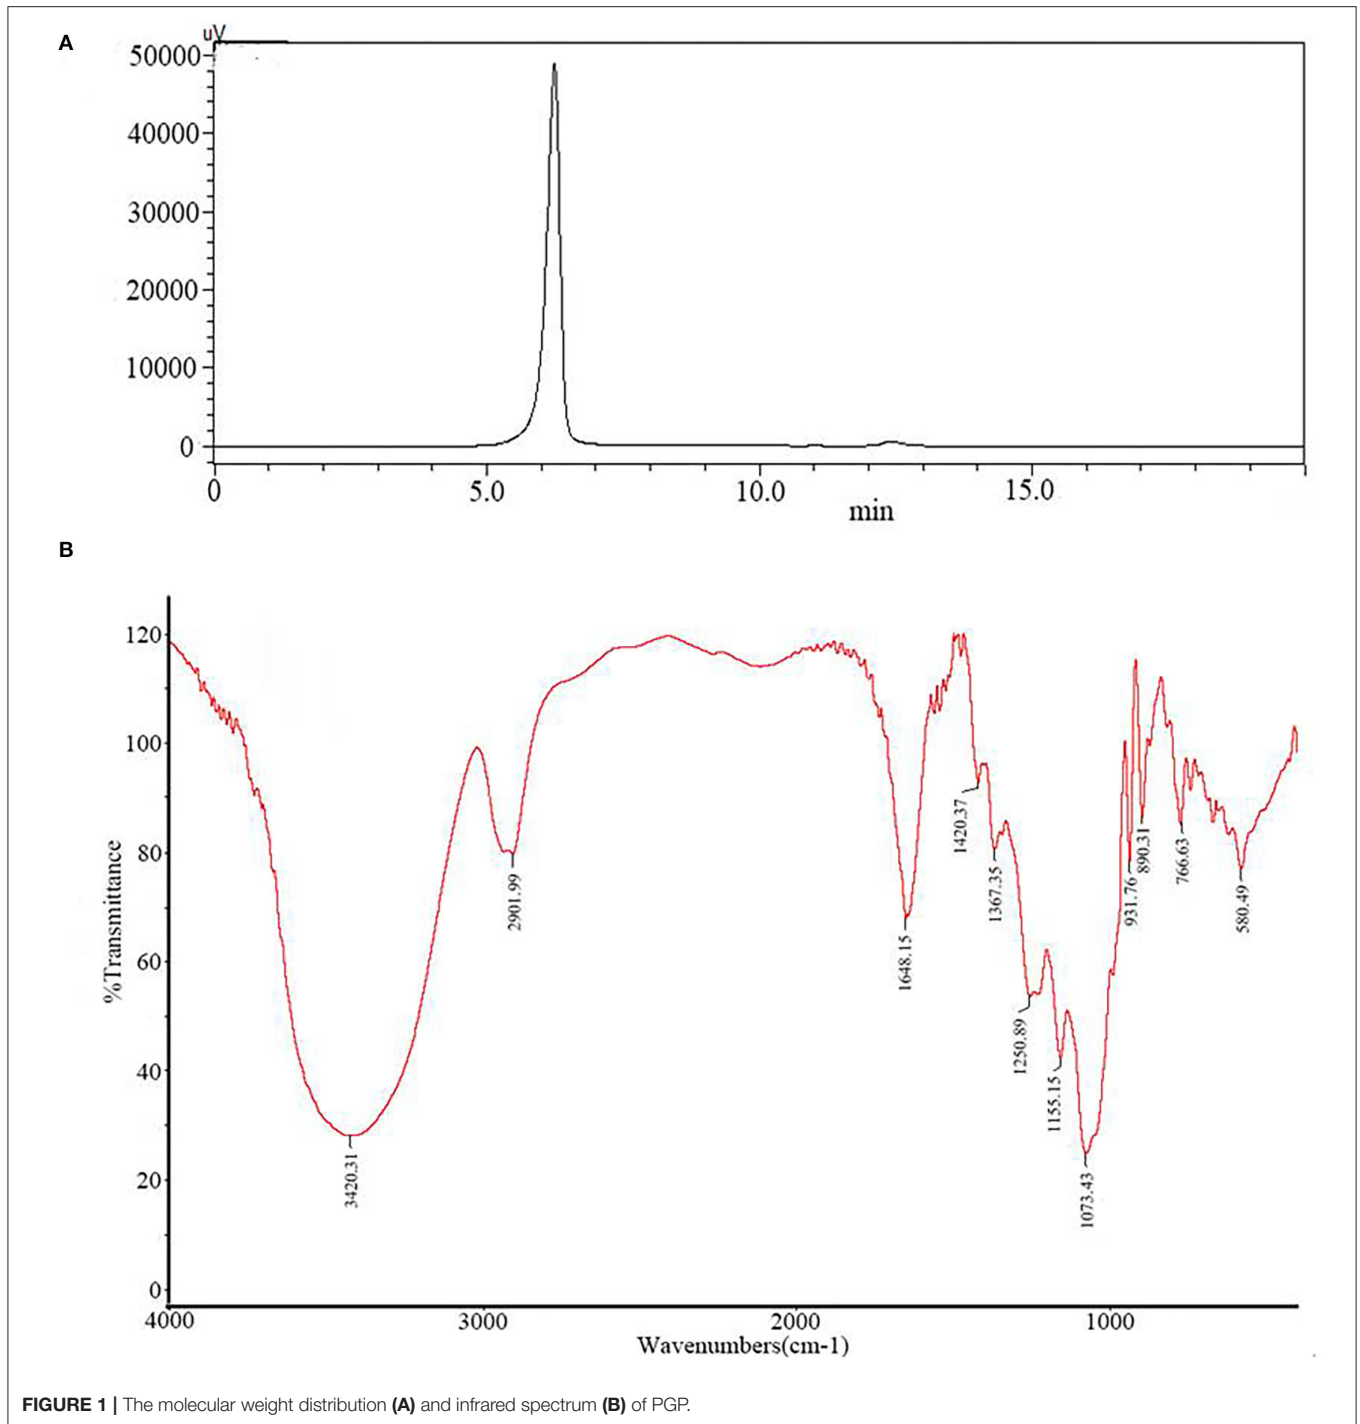 A
uV
50000
40000
30000
20000
10000
0
0 5.0 10.0 15.0
min
B
120
100
80
60
40
20
0
%Transmittance
3420.31
2901.99
1648.15
1420.37
1367.35
1250.89
1155.15
1073.43
931.76
890.31
766.63
580.49
4000 3000 2000 1000
Wavenumbers(cm-1)
FIGURE 1 | The molecular weight distribution (A) and infrared spectrum (B) of PGP.